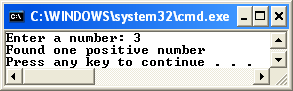 C:\WINDOWS\system32\cmd.exe
Enter a number: 3
Found one positive number
Press any key to continue . . .